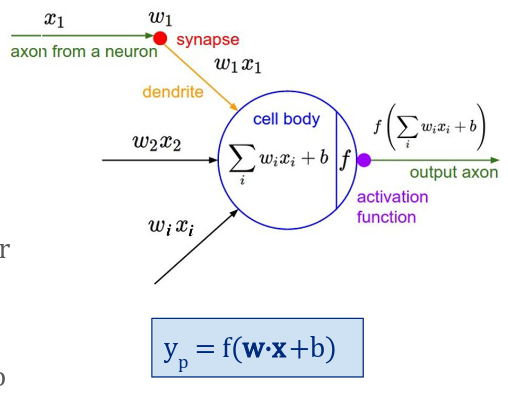 x₁ w₁
synapse
axon from a neuron
w₁x₁
dendrite
cell body
f(∑ᵢ wᵢxᵢ + b)
w₂x₂
∑ᵢ wᵢxᵢ + b f
output axon
activation
function
wᵢxᵢ
r
yₚ = f(w·x+b)